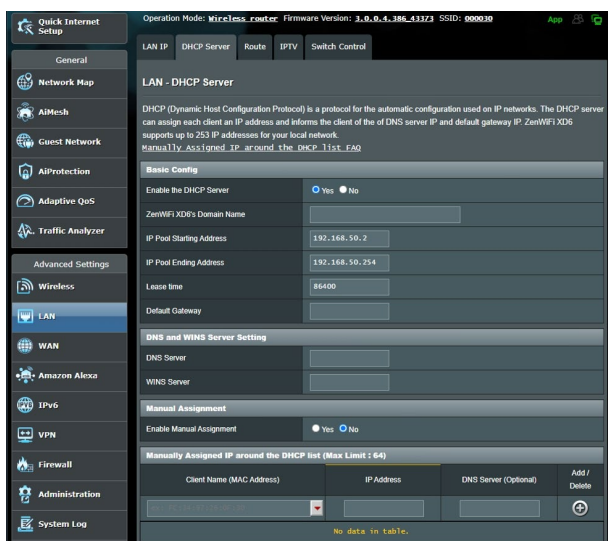 Quick Internet
Setup
General
Network Map
AiMesh
Guest Network
AiProtection
Adaptive QoS
Traffic Analyzer
Advanced Settings
Wireless
LAN
WAN
Amazon Alexa
IPv6
VPN
Firewall
Administration
System Log
Operation Mode: Wireless router Firmware Version: 3.0.0.4.386_43373 SSID: 000030
App
LAN IP DHCP Server Route IPTV Switch Control
LAN - DHCP Server
DHCP (Dynamic Host Configuration Protocol) is a protocol for the automatic configuration used on IP networks. The DHCP server
can assign each client an IP address and informs the client of the of DNS server IP and default gateway IP. ZenWiFi XD6
supports up to 253 IP addresses for your local network.
Manually Assigned IP around the DHCP list FAQ
Basic Config
Enable the DHCP Server Yes No
ZenWiFi XD6's Domain Name
IP Pool Starting Address 192.168.50.2
IP Pool Ending Address 192.168.50.254
Lease time 86400
Default Gateway
DNS and WINS Server Setting
DNS Server
WINS Server
Manual Assignment
Enable Manual Assignment Yes No
Manually Assigned IP around the DHCP list (Max Limit : 64)
Client Name (MAC Address) IP Address DNS Server (Optional) Add /
Delete
No data in table.